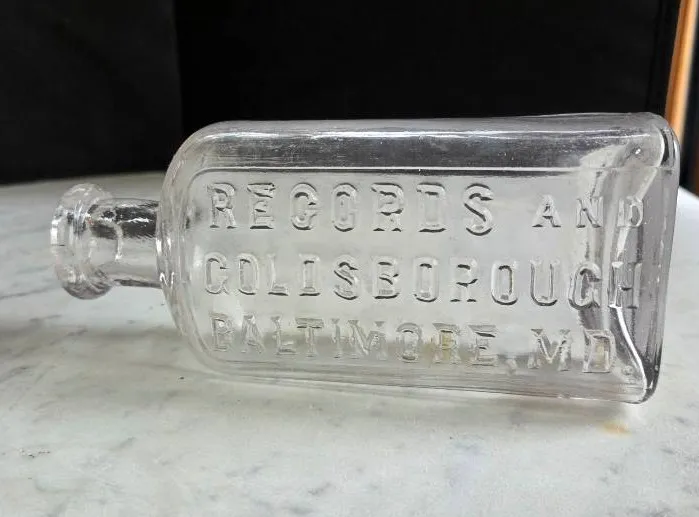 RECORDS AND
GOLDSBOROUGH
BALTIMORE, MD.